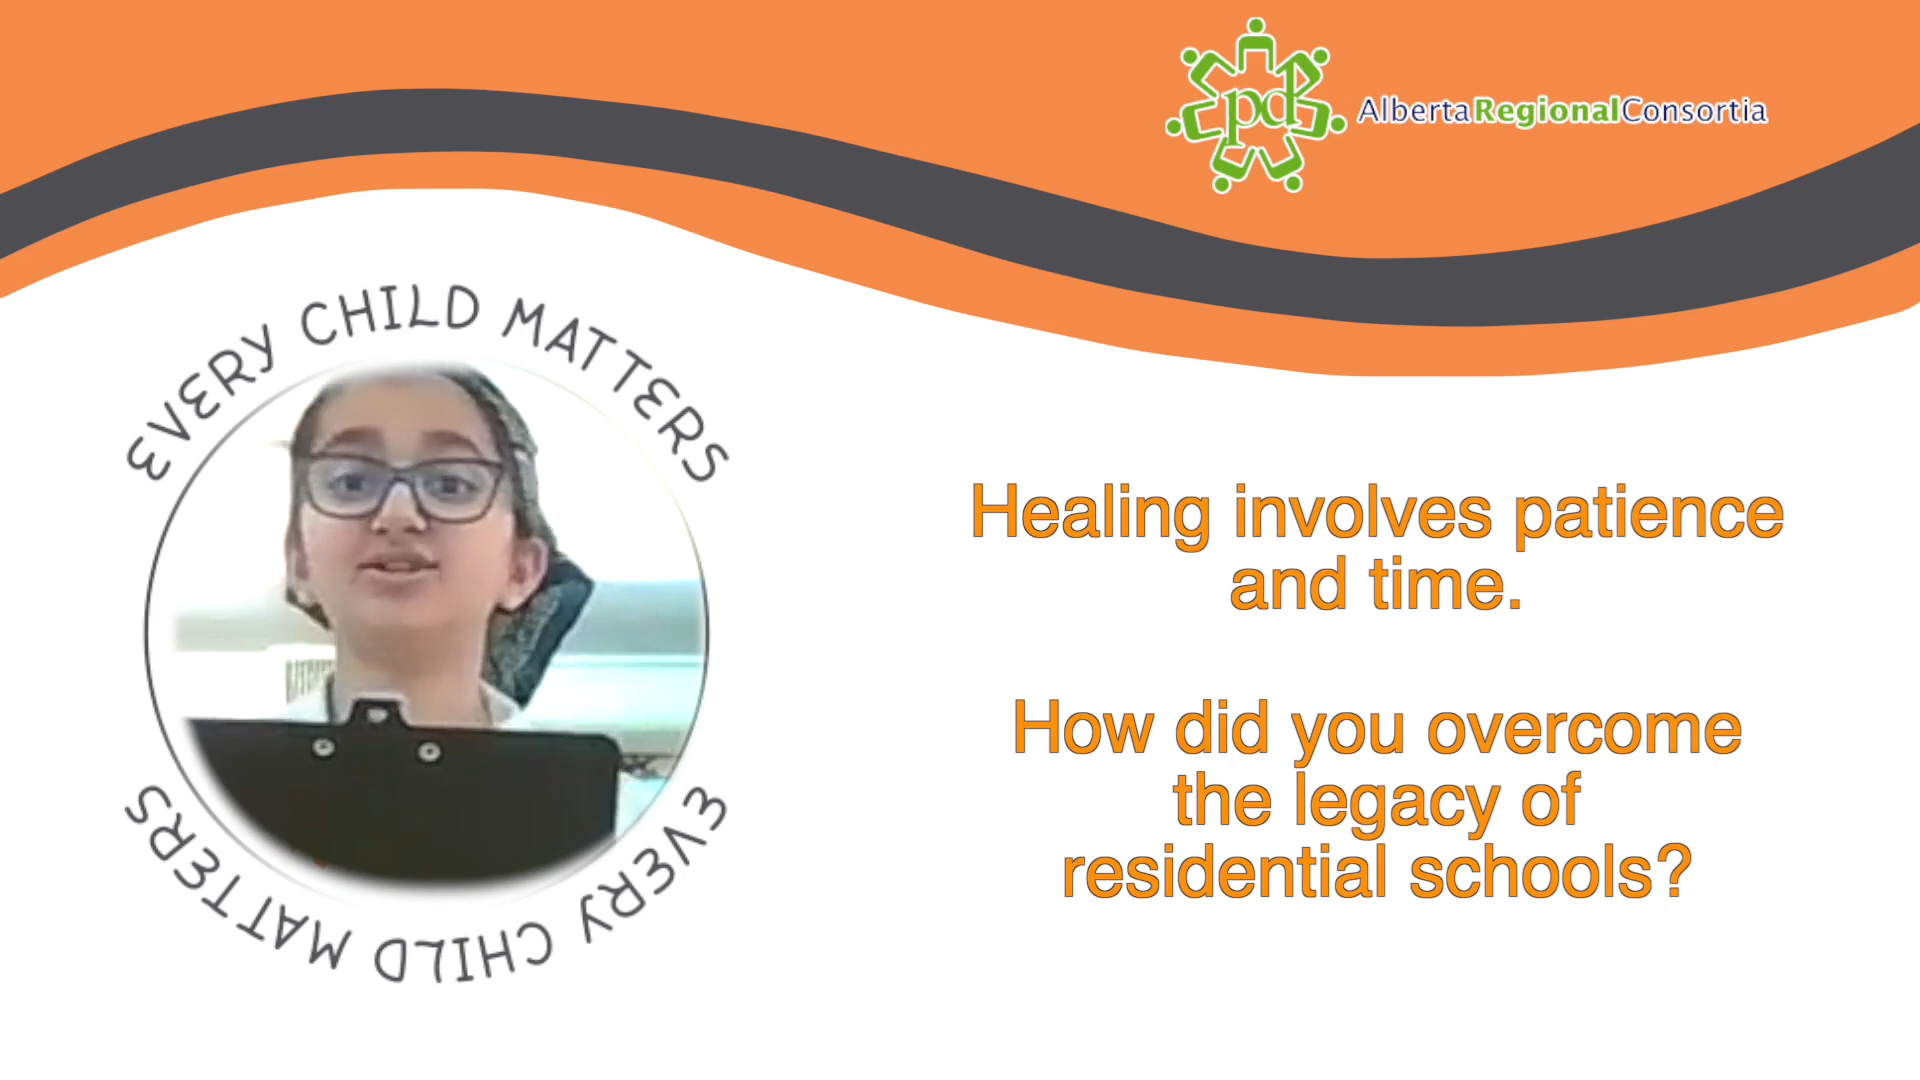 AlbertaRegionalConsortia
pd
EVERY CHILD MATTERS
Healing involves patience
and time.
How did you overcome
the legacy of
residential schools?
EVERY CHILD MATTERS